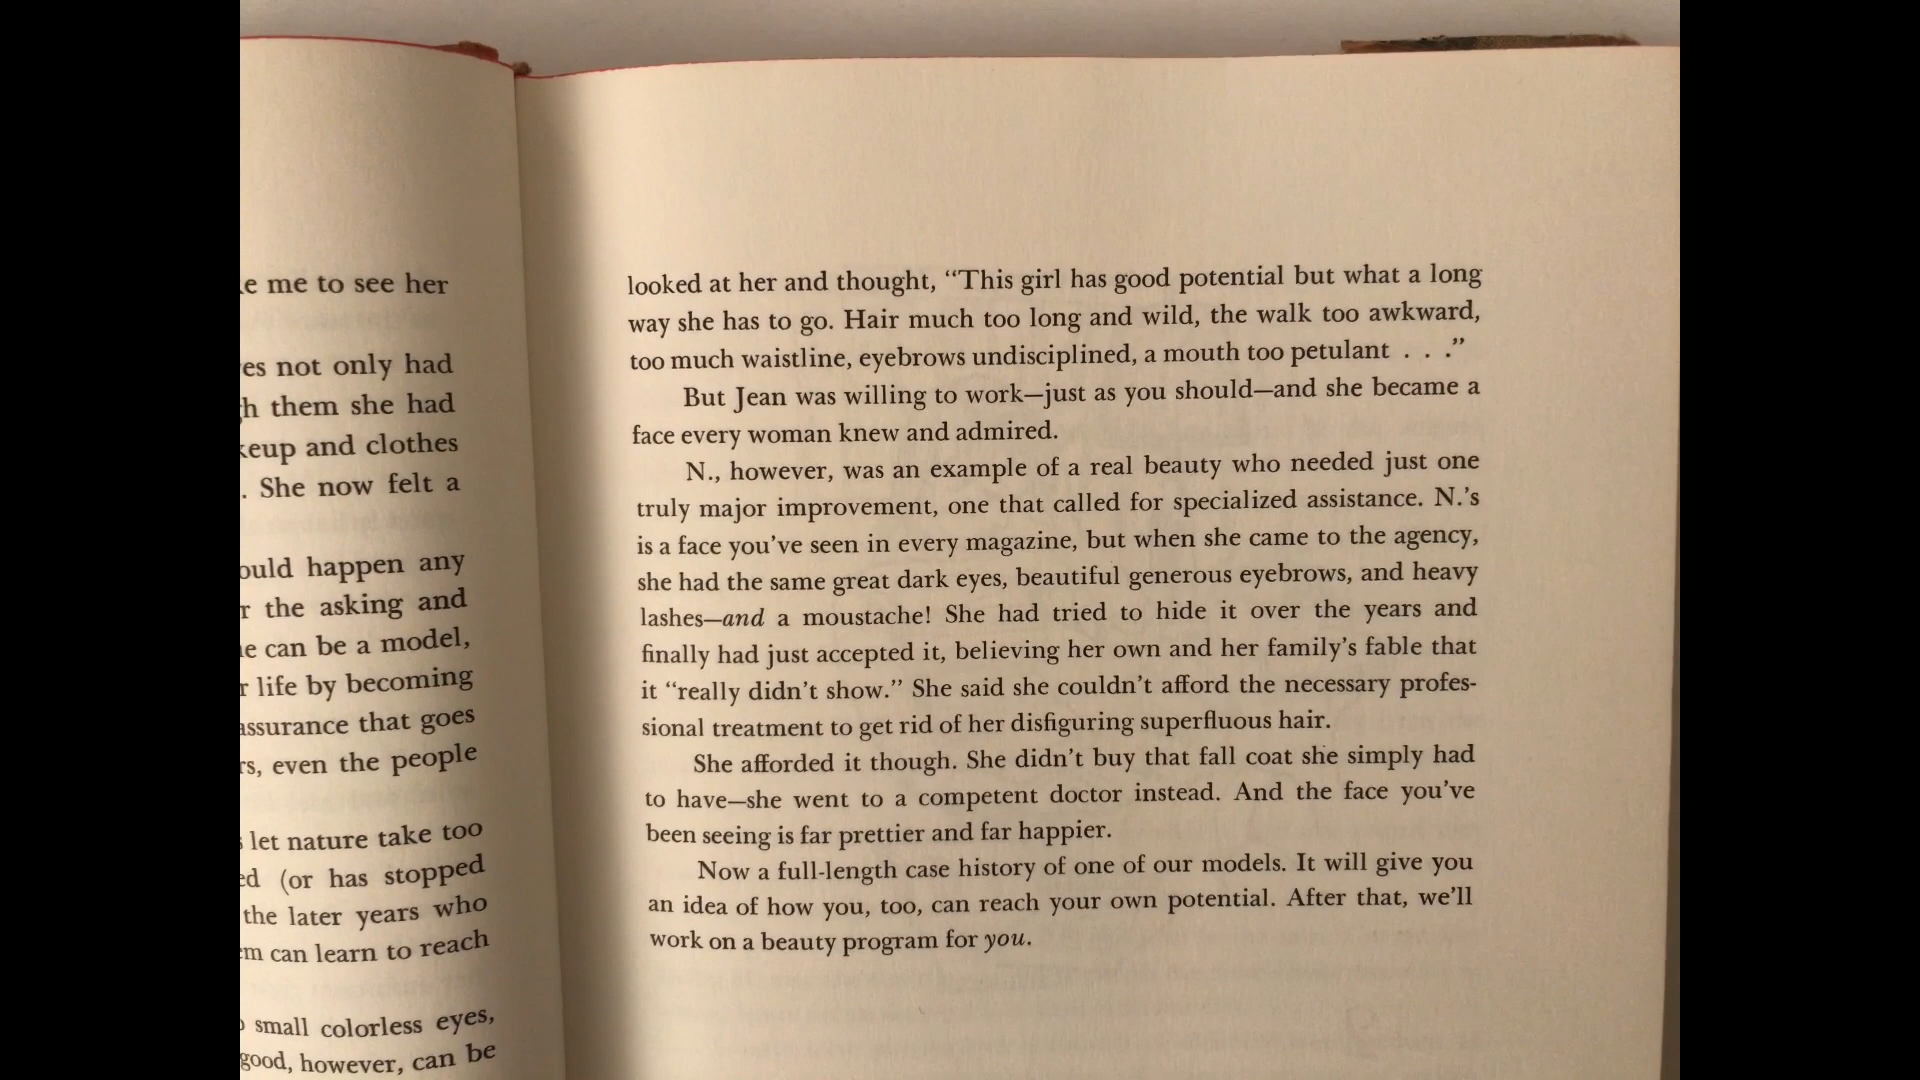 me to see her
es not only had
h them she had
keup and clothes
. She now felt a
ould happen any
r the asking and
e can be a model,
r life by becoming
assurance that goes
rs, even the people
let nature take too
ed (or has stopped
the later years who
em can learn to reach
small colorless eyes,
good, however, can be
looked at her and thought, “This girl has good potential but what a long
way she has to go. Hair much too long and wild, the walk too awkward,
too much waistline, eyebrows undisciplined, a mouth too petulant . . .”
But Jean was willing to work—just as you should—and she became a
face every woman knew and admired.
N., however, was an example of a real beauty who needed just one
truly major improvement, one that called for specialized assistance. N.’s
is a face you’ve seen in every magazine, but when she came to the agency,
she had the same great dark eyes, beautiful generous eyebrows, and heavy
lashes—and a moustache! She had tried to hide it over the years and
finally had just accepted it, believing her own and her family’s fable that
it “really didn’t show.” She said she couldn’t afford the necessary profes-
sional treatment to get rid of her disfiguring superfluous hair.
She afforded it though. She didn’t buy that fall coat she simply had
to have—she went to a competent doctor instead. And the face you’ve
been seeing is far prettier and far happier.
Now a full-length case history of one of our models. It will give you
an idea of how you, too, can reach your own potential. After that, we’ll
work on a beauty program for you.